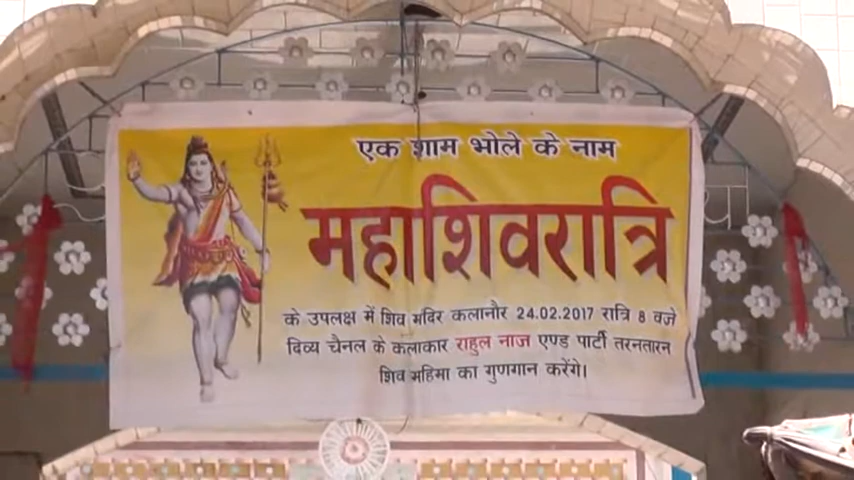 एक शाम भोले के नाम
महाशिवरात्रि
के उपलक्ष में शिव मंदिर कलानौर 24.02.2017 रात्रि 8 वजे
दिव्य चैनल के कलाकार राहुल नाज एण्ड पार्टी तरनतारन
शिव महिमा का गुणगान करेंगे।